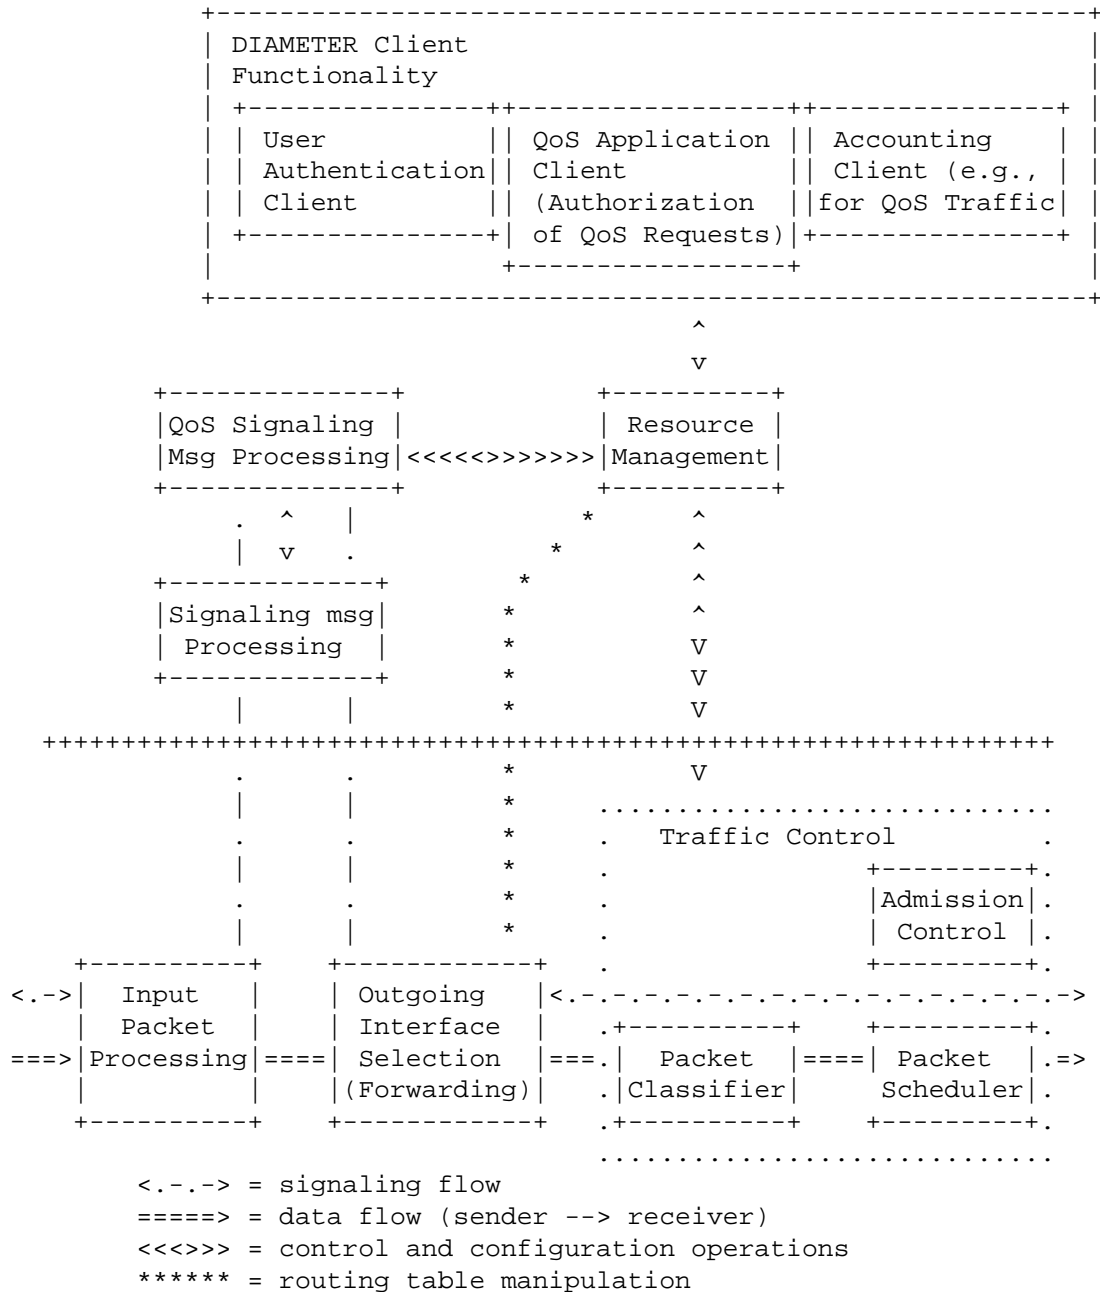 +-------------------------------------------------------+
| DIAMETER Client                                       |
| Functionality                                         |
| +---------------++-----------------++---------------+ |
| | User          || QoS Application || Accounting    | |
| | Authentication|| Client          || Client (e.g., | |
| | Client        || (Authorization  ||for QoS Traffic| |
| +---------------+| of QoS Requests)|+---------------+ |
|                  +-----------------+                  |
+-------------------------------------------------------+
^
v
+--------------+            +----------+
|QoS Signaling |            | Resource |
|Msg Processing|<<<<<>>>>>>>|Management|
+--------------+            +----------+
.  ^   |              *      ^
|  v   .            *        ^
+-------------+        *          ^
|Signaling msg|       *           ^
| Processing  |       *           V
+-------------+       *           V
|      |         *           V
++++++++++++++++++++++++++++++++++++++++++++++++++++++++++++++++
.      .         *           V
|      |         *     .............................
.      .         *     .   Traffic Control         .
|      |         *     .                +---------+.
.      .         *     .                |Admission|.
|      |         *     .                | Control |.
+----------+    +------------+   .                +---------+.
<.->|  Input   |    | Outgoing   |<.-.-.-.-.-.-.-.-.-.-.-.-.-.-.->
|  Packet  |    | Interface  |   .+----------+    +---------+.
===>|Processing|====| Selection  |===.|  Packet  |====| Packet  |.=>
|          |    |(Forwarding)|   .|Classifier|     Scheduler|.
+----------+    +------------+   .+----------+    +---------+.
.............................
<.-.-> = signaling flow
=====> = data flow (sender --> receiver)
<<<>>> = control and configuration operations
****** = routing table manipulation